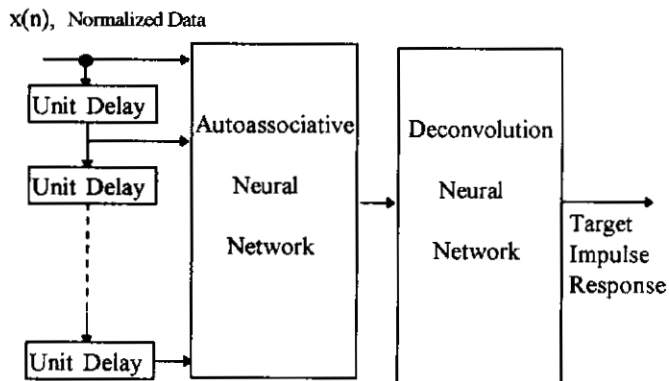 x(n), Normalized Data
Unit Delay
Unit Delay
Unit Delay
Autoassociative
Neural
Network
Deconvolution
Neural
Network
Target
Impulse
Response